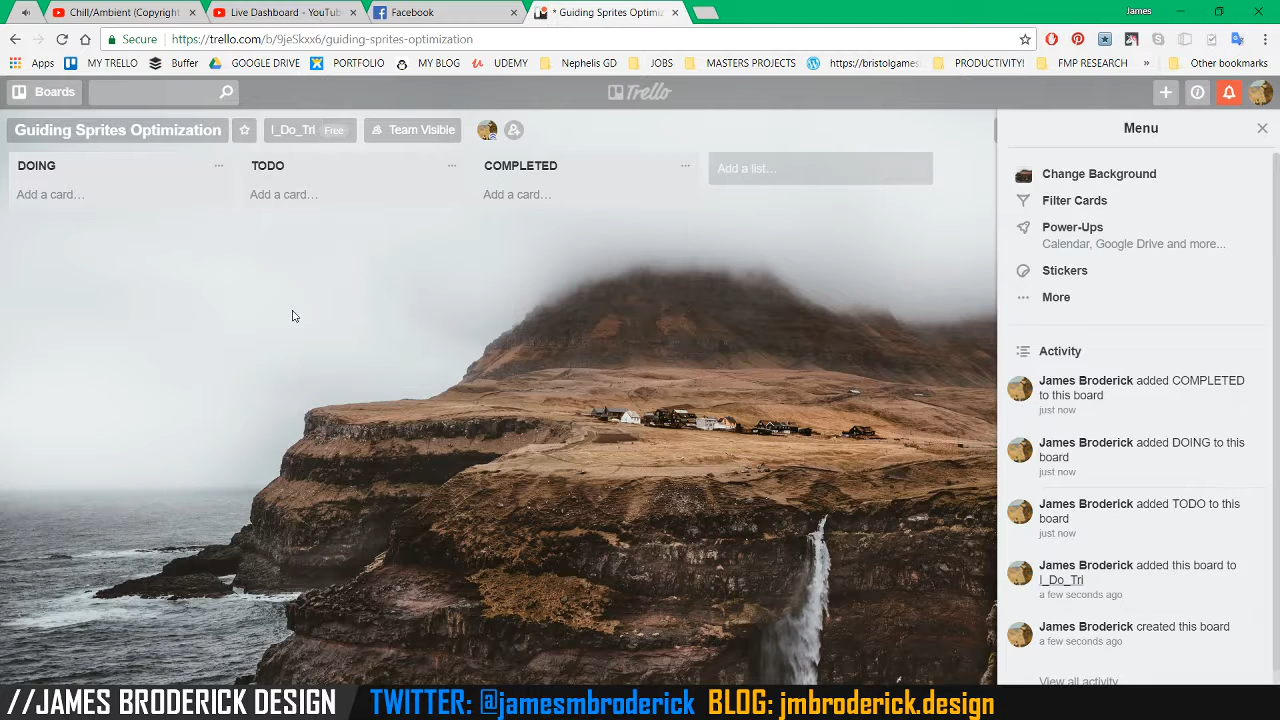 Chill/Ambient (Copyright
Live Dashboard - YouTube
Facebook
* Guiding Sprites Optimiz
James
Secure
https://trello.com/b/9jeSkxx6/guiding-sprites-optimization
Apps
MY TRELLO
Buffer
GOOGLE DRIVE
PORTFOLIO
MY BLOG
UDEMY
NEPHELIS GD
JOBS
MASTERS PROJECTS
https://bristolgames
PRODUCTIVITY!
FMP RESEARCH
»
Other bookmarks
Boards
Trello
Guiding Sprites Optimization
I_Do_Tri
Free
Team Visible
Menu
DOING
TODO
COMPLETED
Add a list…
Add a card…
Add a card…
Add a card…
Change Background
Filter Cards
Power-Ups
Calendar, Google Drive and more...
Stickers
More
Activity
James Broderick added COMPLETED
to this board
just now
James Broderick added DOING to this
board
just now
James Broderick added TODO to this
board
just now
James Broderick added this board to
I_Do_Tri
a few seconds ago
James Broderick created this board
a few seconds ago
View all activity
//JAMES BRODERICK DESIGN
TWITTER: @jamesmbroderick
BLOG: jmbroderick.design